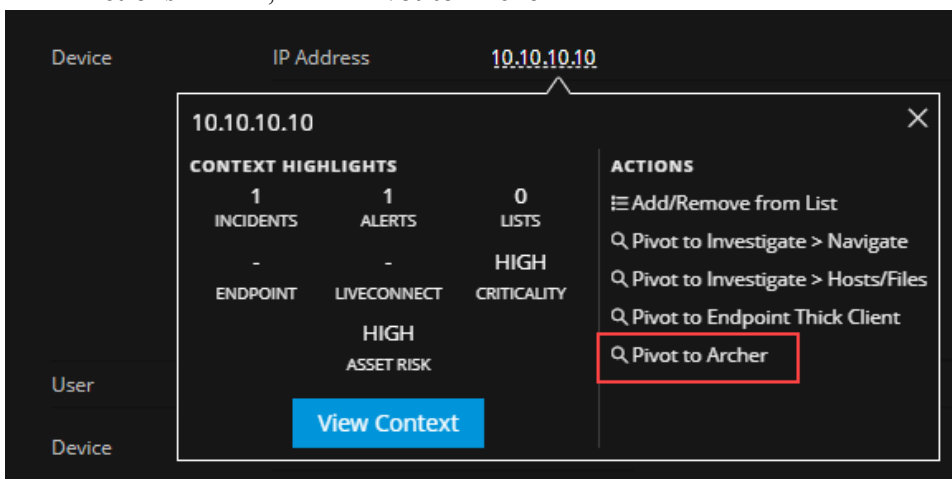 Device IP Address 10.10.10.10
10.10.10.10
CONTEXT HIGHLIGHTS
1 1 0
INCIDENTS ALERTS LISTS
- - HIGH
ENDPOINT LIVECONNECT CRITICALITY
HIGH
ASSET RISK
View Context
ACTIONS
Add/Remove from List
Pivot to Investigate > Navigate
Pivot to Investigate > Hosts/Files
Pivot to Endpoint Thick Client
Pivot to Archer
User
Device